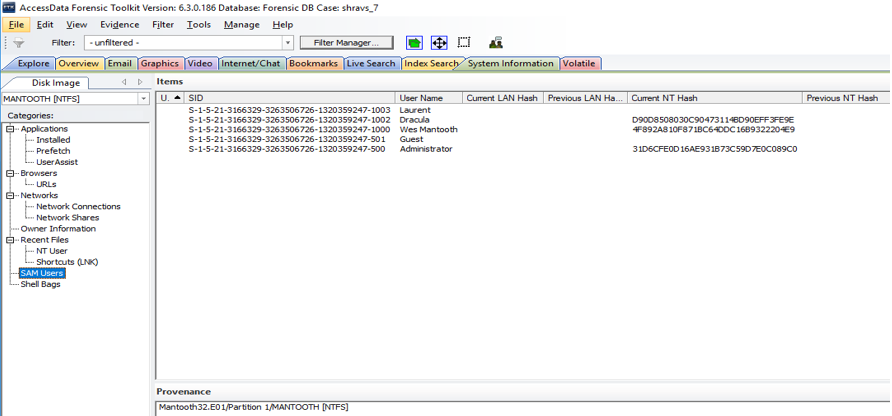 AccessData Forensic Toolkit Version: 6.3.0.186 Database: Forensic DB Case: shravs_7
File Edit View Evidence Filter Tools Manage Help
Filter: - unfiltered - Filter Manager...
Explore Overview Email Graphics Video Internet/Chat Bookmarks Live Search Index Search System Information Volatile
Disk Image
MANTOOTH [NTFS]
Categories:
Applications
Installed
Prefetch
UserAssist
Browsers
URLs
Networks
Network Connections
Network Shares
Owner Information
Recent Files
NT User
Shortcuts (LNK)
SAM Users
Shell Bags
Items
U. SID User Name Current LAN Hash Previous LAN Ha... Current NT Hash Previous NT Hash
S-1-5-21-3166329-3263506726-1320359247-1003 Laurent
S-1-5-21-3166329-3263506726-1320359247-1002 Dracula D90D8508030C90473114BD90EFF3FE9E
S-1-5-21-3166329-3263506726-1320359247-1000 Wes Mantooth 4F892A810F871BC64DDC16B9322204E9
S-1-5-21-3166329-3263506726-1320359247-501 Guest
S-1-5-21-3166329-3263506726-1320359247-500 Administrator 31D6CFE0D16AE931B73C59D7E0C089C0
Provenance
Mantooth32.E01/Partition 1/MANTOOTH [NTFS]